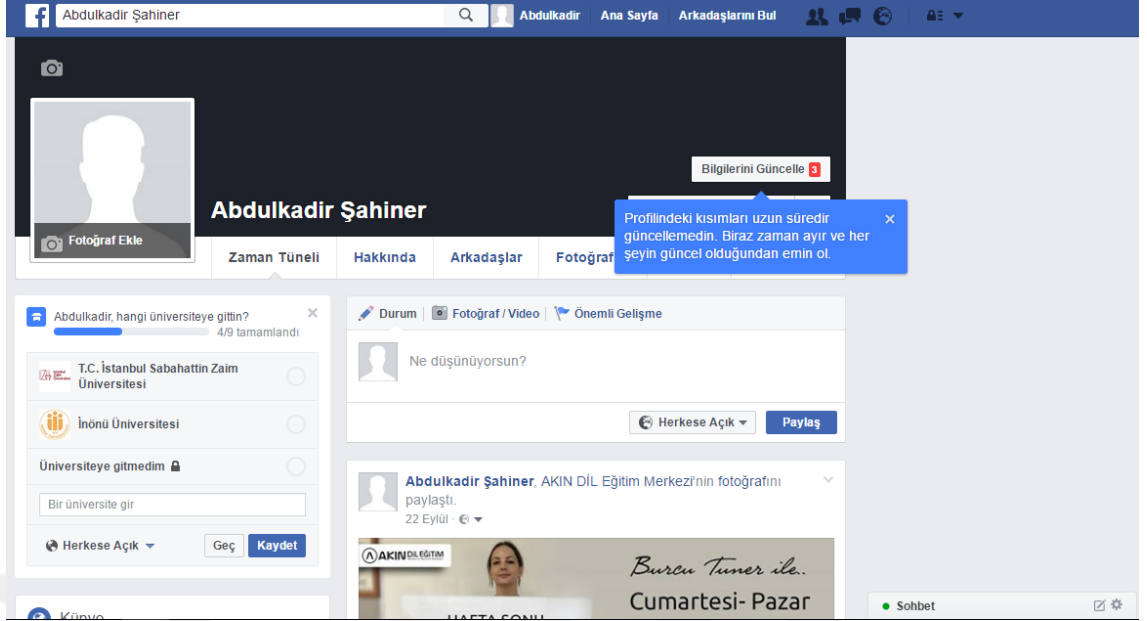 Abdulkadir Şahiner
Abdulkadir Ana Sayfa Arkadaşlarını Bul
Bilgilerini Güncelle 3
Abdulkadir Şahiner
Profilindeki kısımları uzun süredir
güncellemedin. Biraz zaman ayır ve her
şeyin güncel olduğundan emin ol.
Fotoğraf Ekle
Zaman Tüneli Hakkında Arkadaşlar Fotoğraf
Abdulkadir, hangi üniversiteye gittin?
4/9 tamamlandı
T.C. İstanbul Sabahattin Zaim
Üniversitesi
İnönü Üniversitesi
Üniversiteye gitmedim
Bir üniversite gir
Herkese Açık Geç Kaydet
Künye
Durum Fotoğraf / Video Önemli Gelişme
Ne düşünüyorsun?
Herkese Açık Paylaş
Abdulkadir Şahiner, AKIN DİL Eğitim Merkezi'nin fotoğrafını
paylaştı.
22 Eylül
AKIN DİL EĞİTİM
Burcu Tuner ile..
Cumartesi- Pazar
HAFTA SONU
Sohbet